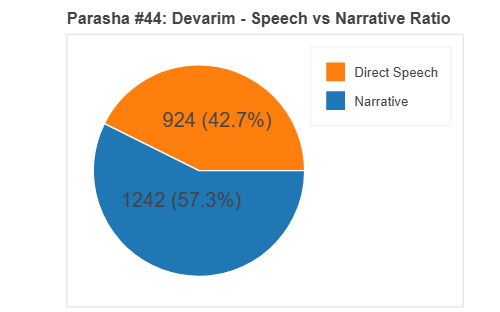 Parasha #44: Devarim - Speech vs Narrative Ratio
Direct Speech
Narrative
924 (42.7%)
1242 (57.3%)